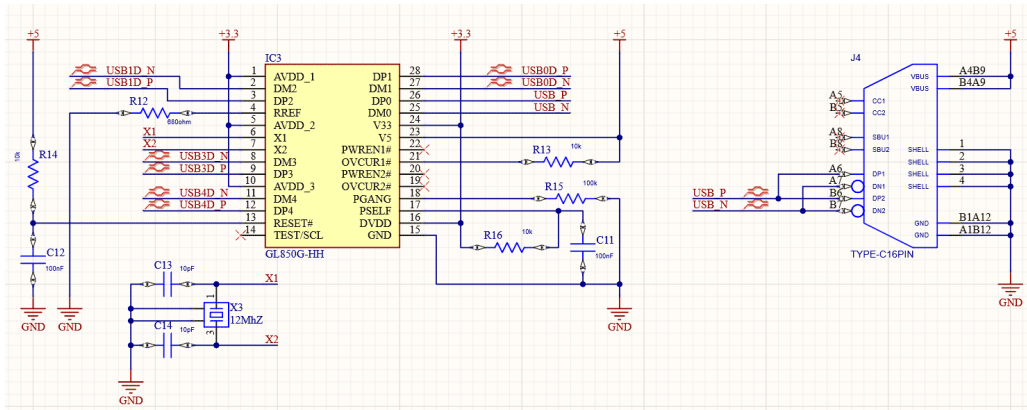 +5
+3.3
+3.3
+5
+5
IC3
J4
USB1D_N
USB1D_P
R12
680ohm
X1
X2
USB3D_N
USB3D_P
USB4D_N
USB4D_P
R14
10k
C12
100nF
GND
GND
1 AVDD_1 DP1 28 USB0D_P
2 DM2 DM1 27 USB0D_N
3 DP2 DP0 26 USB_P
4 RREF DM0 25 USB_N
5 AVDD_2 V33 24
6 X1 V5 23
7 X2 PWREN1# 22
8 DM3 OVCUR1# 21
9 DP3 PWREN2# 20
10 AVDD_3 OVCUR2# 19
11 DM4 PGANG 18
12 DP4 PSELF 17
13 RESET# DVDD 16
14 TEST/SCL GND 15
GL850G-HH
R13
10k
R15
100k
R16
10k
C11
100nF
GND
C13
10pF
X1
1
X3
12MhZ
3
C14
10pF
X2
GND
VBUS A4B9
VBUS B4A9
A5 CC1
B5 CC2
A8 SBU1
B8 SBU2
SHELL 1
SHELL 2
SHELL 3
SHELL 4
A6 DP1
A7 DN1
B6 DP2
B7 DN2
USB_P
USB_N
GND B1A12
GND A1B12
TYPE-C16PIN
GND